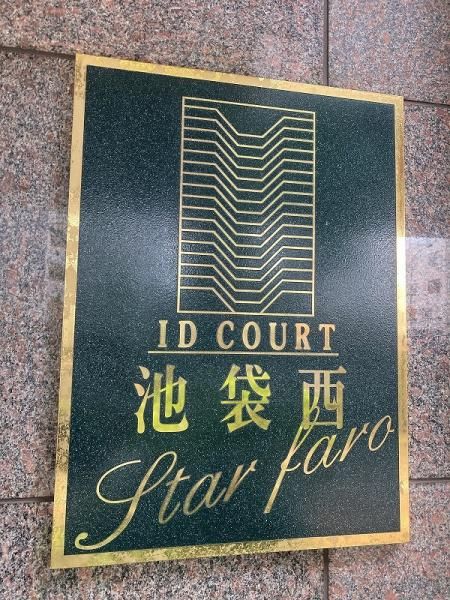 ID COURT
池袋西
Star faro